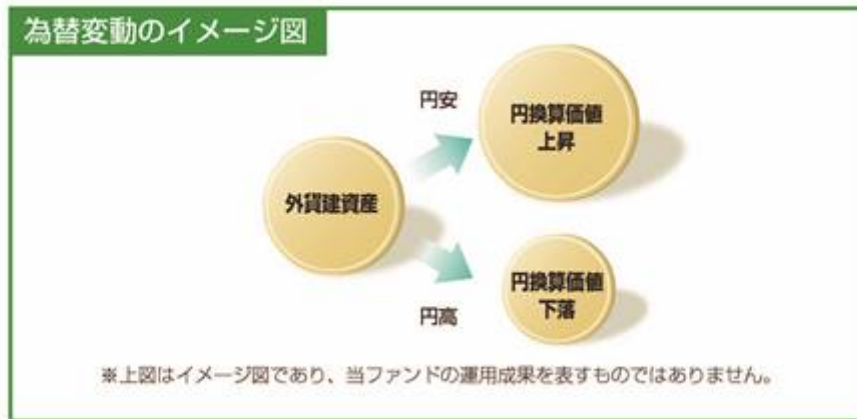 為替変動のイメージ図
円安
円換算価値
上昇
外貨建資産
円換算価値
下落
円高
※上図はイメージ図であり、当ファンドの運用成果を表すものではありません。